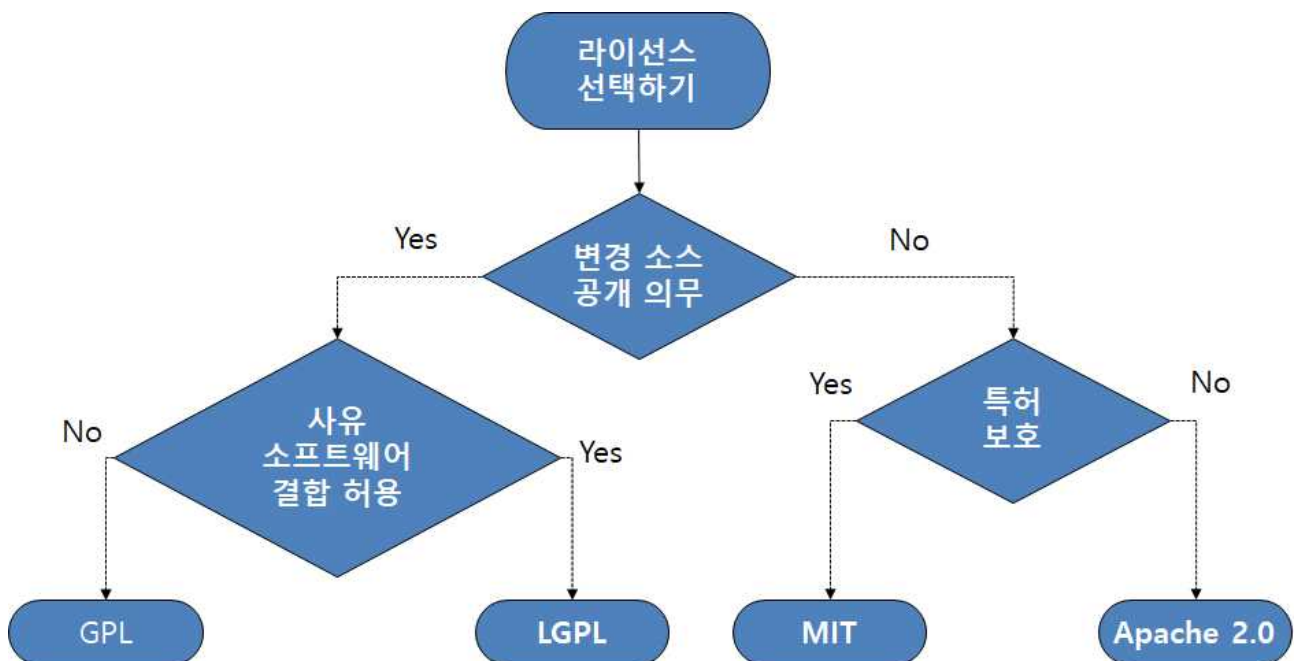 라이선스
선택하기
Yes
변경 소스
공개 의무
No
No
사유
소프트웨어
결합 허용
Yes
Yes
특허
보호
No
GPL
LGPL
MIT
Apache 2.0